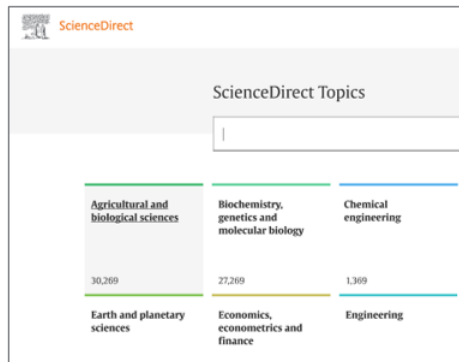 ScienceDirect
ScienceDirect Topics
Agricultural and
biological sciences
30,269
Biochemistry,
genetics and
molecular biology
27,269
Chemical
engineering
1,369
Earth and planetary
sciences
Economics,
econometrics and
finance
Engineering